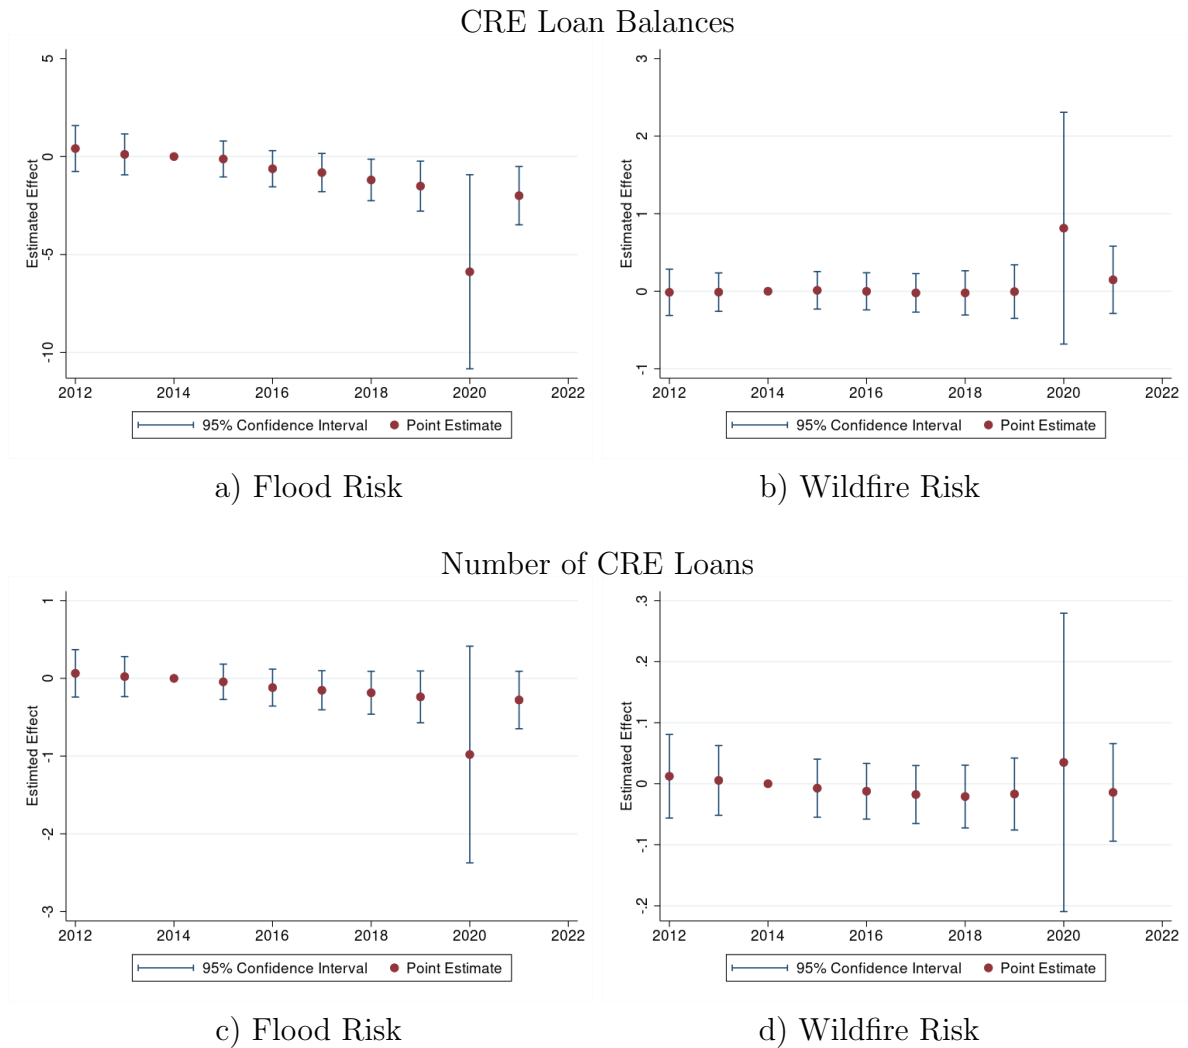 CRE Loan Balances
5
0
-5
-10
Estimated Effect
2012 2014 2016 2018 2020 2022
95% Confidence Interval Point Estimate
a) Flood Risk
3
2
1
0
-1
Estimated Effect
2012 2014 2016 2018 2020 2022
95% Confidence Interval Point Estimate
b) Wildfire Risk
Number of CRE Loans
1
0
-1
-2
-3
Estimted Effect
2012 2014 2016 2018 2020 2022
95% Confidence Interval Point Estimate
c) Flood Risk
.3
.2
.1
0
-.1
-.2
Estimated Effect
2012 2014 2016 2018 2020 2022
95% Confidence Interval Point Estimate
d) Wildfire Risk